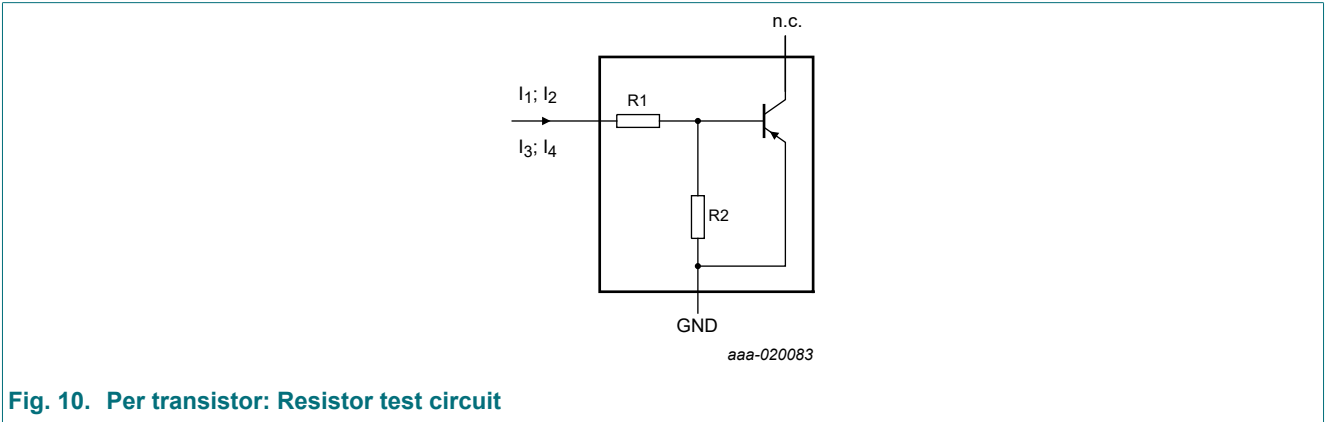 n.c.
I1; I2
R1
I3; I4
R2
GND
aaa-020083
Fig. 10. Per transistor: Resistor test circuit